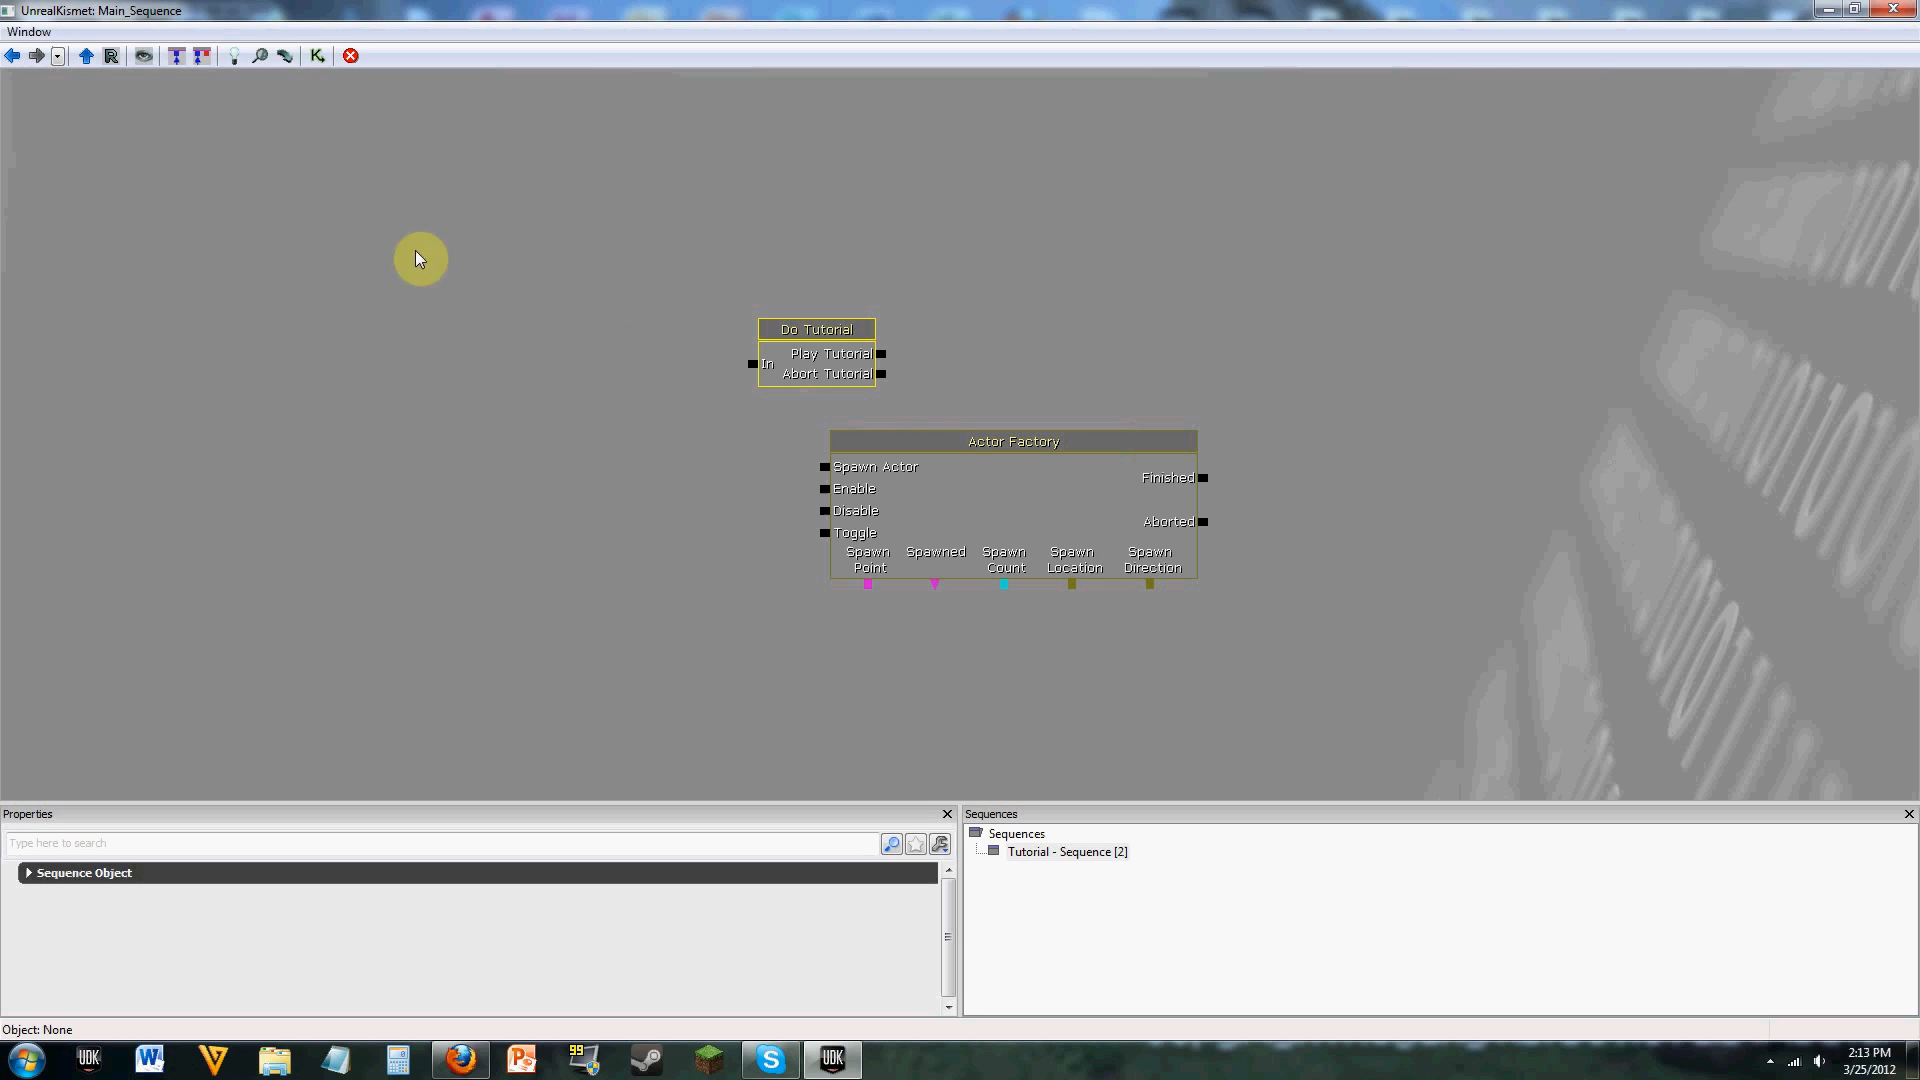 UnrealKismet: Main_Sequence
Window
R
K
Do Tutorial
Play Tutorial
In
Abort Tutorial
Actor Factory
Spawn Actor
Finished
Enable
Disable
Aborted
Toggle
Spawn Point
Spawned
Spawn Count
Spawn Location
Spawn Direction
Properties
Type here to search
Sequence Object
Sequences
Sequences
Tutorial - Sequence [2]
Object: None
UDK
W
P
99
S
UDK
2:13 PM
3/25/2012